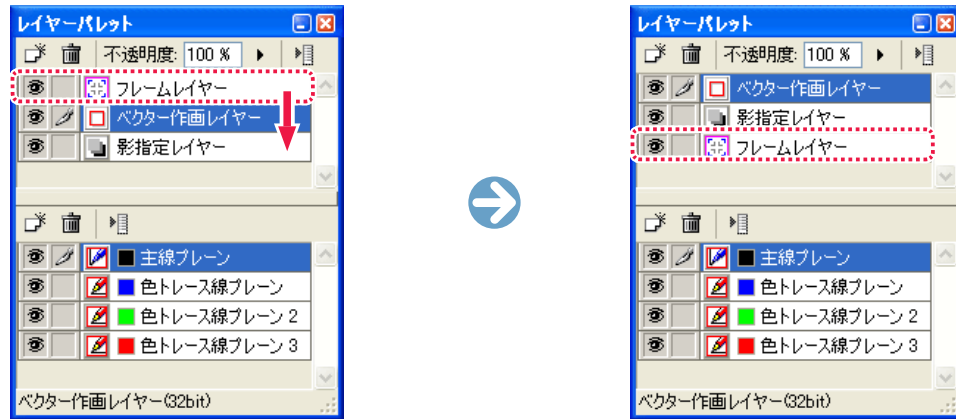 レイヤーパレット
不透明度: 100 %
フレームレイヤー
ベクター作画レイヤー
影指定レイヤー
主線プレーン
色トレース線プレーン
色トレース線プレーン 2
色トレース線プレーン 3
ベクター作画レイヤー(32bit)
レイヤーパレット
不透明度: 100 %
ベクター作画レイヤー
影指定レイヤー
フレームレイヤー
主線プレーン
色トレース線プレーン
色トレース線プレーン 2
色トレース線プレーン 3
ベクター作画レイヤー(32bit)